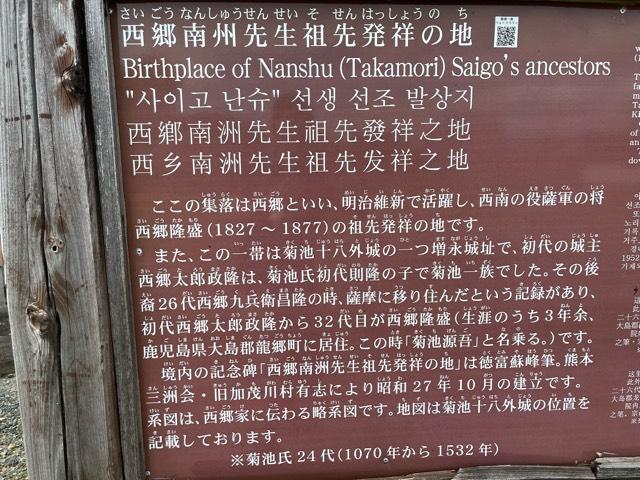 さいごうなんしゅうせんせいそせんはっしょうのち
西郷南州先生祖先発祥の地
Birthplace of Nanshu (Takamori) Saigo's ancestors
"사이고 난슈" 선생 선조 발상지
西鄕南洲先生祖先發祥之地
西乡南洲先生祖先发祥之地
ここの集落は西郷といい、明治維新で活躍し、西南の役薩軍の将
西郷隆盛(1827～1877)の祖先発祥の地です。
また、この一帯は菊池十八外城の一つ増永城址で、初代の城主
西郷太郎政隆は、菊池氏初代則隆の子で菊池一族でした。その後
裔26代西郷九兵衛昌隆の時、薩摩に移り住んだという記録があり、
初代西郷太郎政隆から32代目が西郷隆盛(生涯のうち3年余、
鹿児島県大島郡龍郷町に居住。この時「菊池源吾」と名乗る。)です。
境内の記念碑「西郷南洲先生祖先発祥の地」は徳富蘇峰筆。熊本
三洲会・旧加茂川村有志により昭和27年10月の建立です。
系図は、西郷家に伝わる略系図です。地図は菊池十八外城の位置を
記載しております。
※菊池氏24代(1070年から1532年)